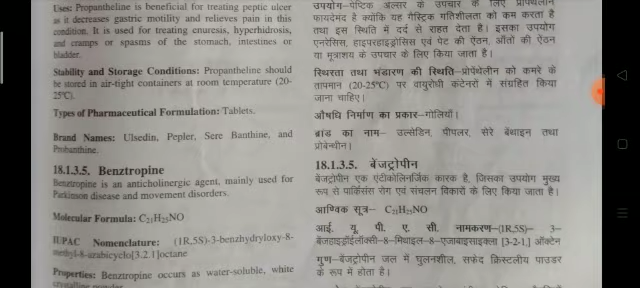 Uses: Propantheline is beneficial for treating peptic ulcer
as it decreases gastric motility and relieves pain in this
condition. It is used for treating enuresis, hyperhidrosis,
and cramps or spasms of the stomach, intestines or
bladder.
Stability and Storage Conditions: Propantheline should
be stored in air-tight containers at room temperature (20-
25°C).
Types of Pharmaceutical Formulation: Tablets.
Brand Names: Ulsedin, Pepler, Sere Banthine, and
Probanthine.
18.1.3.5. Benztropine
Benztropine is an anticholinergic agent, mainly used for
Parkinson disease and movement disorders.
Molecular Formula: C21H25NO
IUPAC Nomenclature: (1R,5S)-3-benzhydryloxy-8-
methyl-8-azabicyclo[3.2.1]octane
Properties: Benztropine occurs as water-soluble, white
crystalline powder.
उपयोग–पेप्टिक अल्सर के उपचार के लिए प्रोपेंथेलीन
फायदेमंद है क्योंकि यह गैस्ट्रिक गतिशीलता को कम करता है
तथा इस स्थिति में दर्द से राहत देता है। इसका उपयोग
एनरेसिस, हाइपरहाइड्रोसिस एवं पेट की ऐंठन, आँतों की ऐंठन
या मूत्राशय के उपचार के लिए किया जाता है।
स्थिरता तथा भंडारण की स्थिति–प्रोपेंथेलीन को कमरे के
तापमान (20-25°C) पर वायुरोधी कंटेनरों में संग्रहित किया
जाना चाहिए।
औषधि निर्माण का प्रकार–गोलियाँ।
ब्रांड का नाम– उल्सेडिन, पीपलर, सेरे बेंथाइन तथा
प्रोबेन्थीन।
18.1.3.5. बेंजट्रोपीन
बेंजट्रोपीन एक एंटीकोलिनर्जिक कारक है, जिसका उपयोग मुख्य
रूप से पार्किंसंस रोग एवं संचलन विकारों के लिए किया जाता है।
आण्विक सूत्र– C21H25NO
आई. यू. पी. ए. सी. नामकरण–(1R,5S)– 3–
बेंजहाइड्रॉईलॉक्सी–8–मिथाइल–8–एजाबाइसाइक्लो [3-2-1] ऑक्टेन
गुण–बेंजट्रोपीन जल में घुलनशील, सफेद क्रिस्टलीय पाउडर
के रूप में होता है।